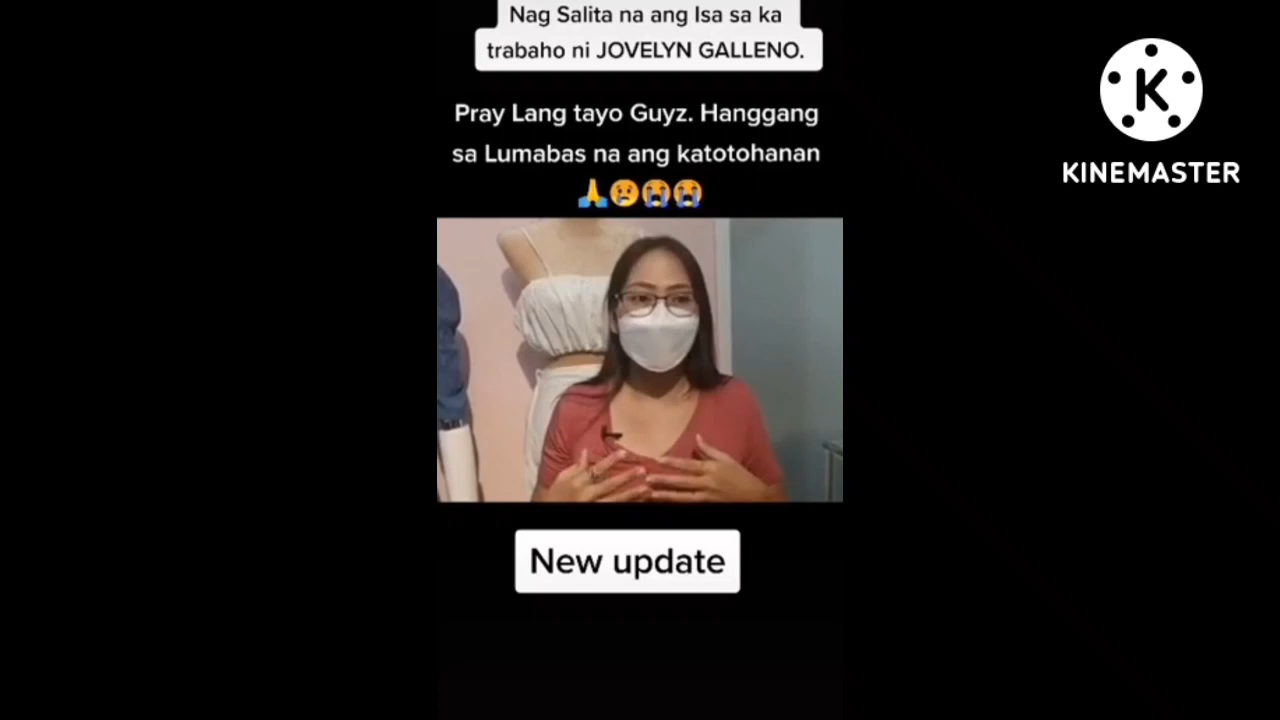 Nag Salita na ang Isa sa ka
trabaho ni JOVELYN GALLENO.
Pray Lang tayo Guyz. Hanggang
sa Lumabas na ang katotohanan
🙏😢😭😭
New update
K
KINEMASTER